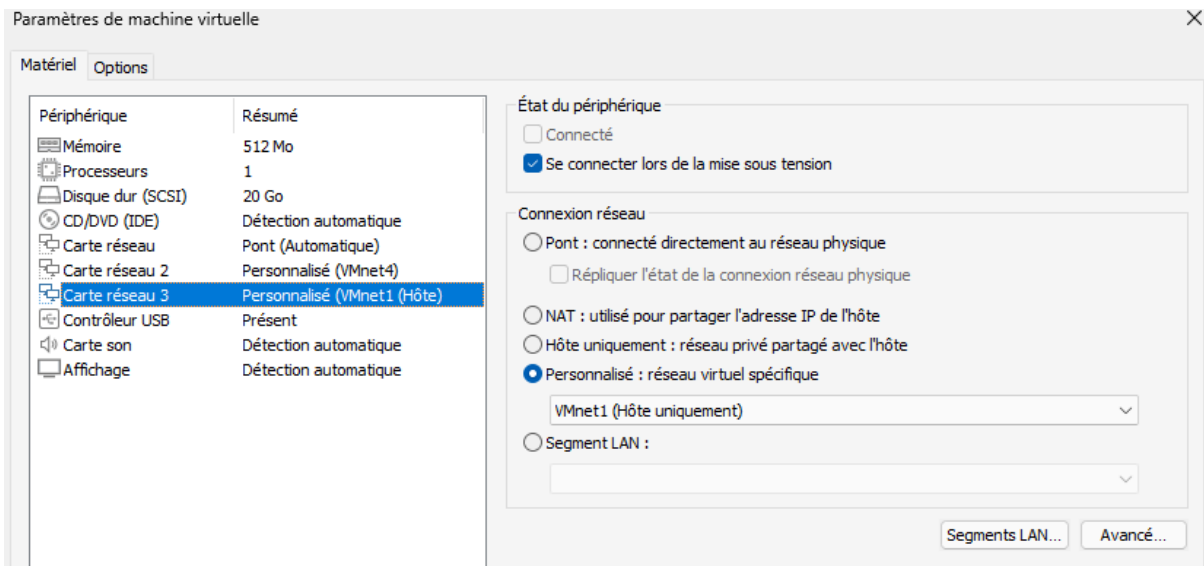 Paramètres de machine virtuelle
Matériel Options
Périphérique Résumé
Mémoire 512 Mo
Processeurs 1
Disque dur (SCSI) 20 Go
CD/DVD (IDE) Détection automatique
Carte réseau Pont (Automatique)
Carte réseau 2 Personnalisé (VMnet4)
Carte réseau 3 Personnalisé (VMnet1 (Hôte)
Contrôleur USB Présent
Carte son Détection automatique
Affichage Détection automatique
État du périphérique
Connecté
Se connecter lors de la mise sous tension
Connexion réseau
Pont : connecté directement au réseau physique
Répliquer l'état de la connexion réseau physique
NAT : utilisé pour partager l'adresse IP de l'hôte
Hôte uniquement : réseau privé partagé avec l'hôte
Personnalisé : réseau virtuel spécifique
VMnet1 (Hôte uniquement)
Segment LAN :
Segments LAN... Avancé...